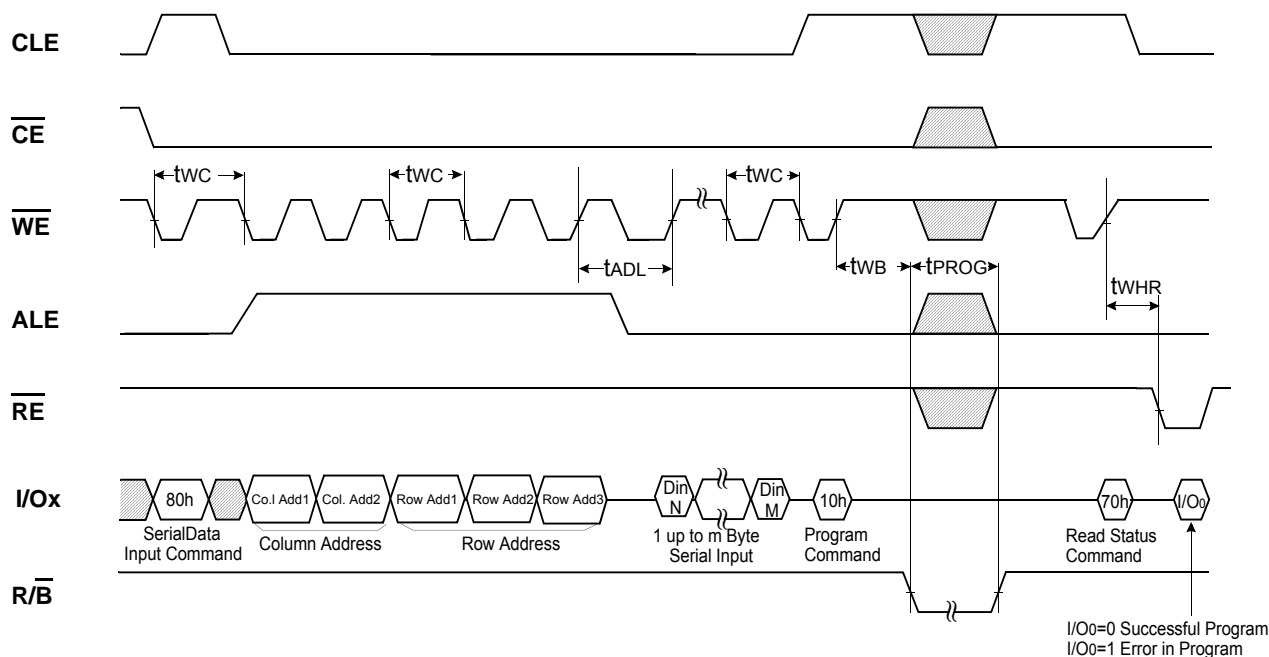 CLE
CE
tWC
tWC
tWC
WE
tADL
tWB
tPROG
tWHR
ALE
RE
I/Ox
80h
Co.l Add1
Col. Add2
Row Add1
Row Add2
Row Add3
Din
N
Din
M
10h
70h
I/O0
SerialData
Input Command
Column Address
Row Address
1 up to m Byte
Serial Input
Program
Command
Read Status
Command
R/B
I/O0=0 Successful Program
I/O0=1 Error in Program